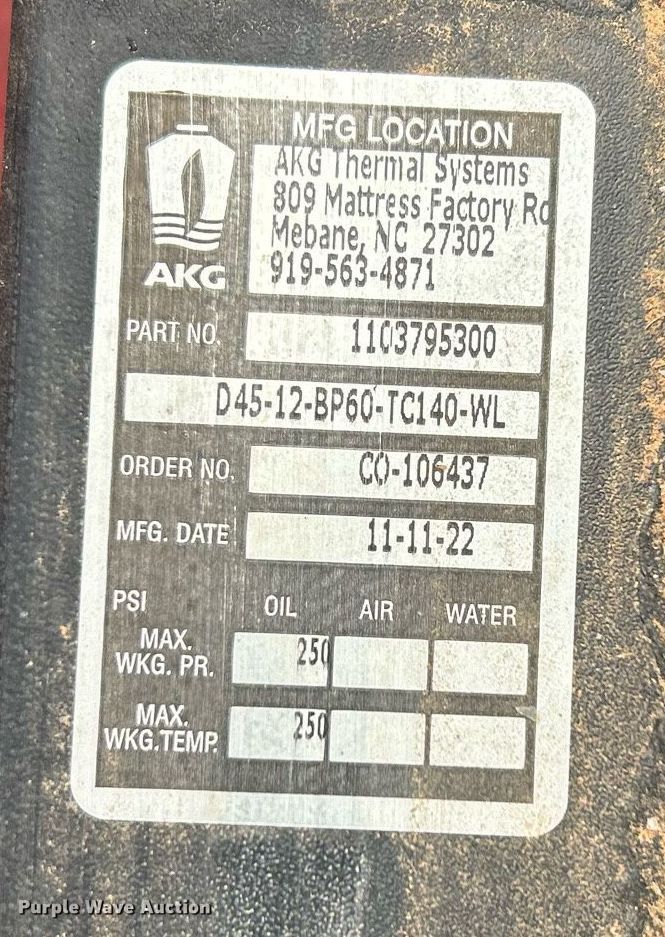 MFG LOCATION
AKG Thermal Systems
809 Mattress Factory Rd
Mebane, NC 27302
919-563-4871
AKG
PART NO. 1103795300
D45-12-BP60-TC140-WL
ORDER NO. CO-106437
MFG. DATE 11-11-22
PSI OIL AIR WATER
MAX.
WKG. PR. 250
MAX.
WKG.TEMP. 250
Purple Wave Auction